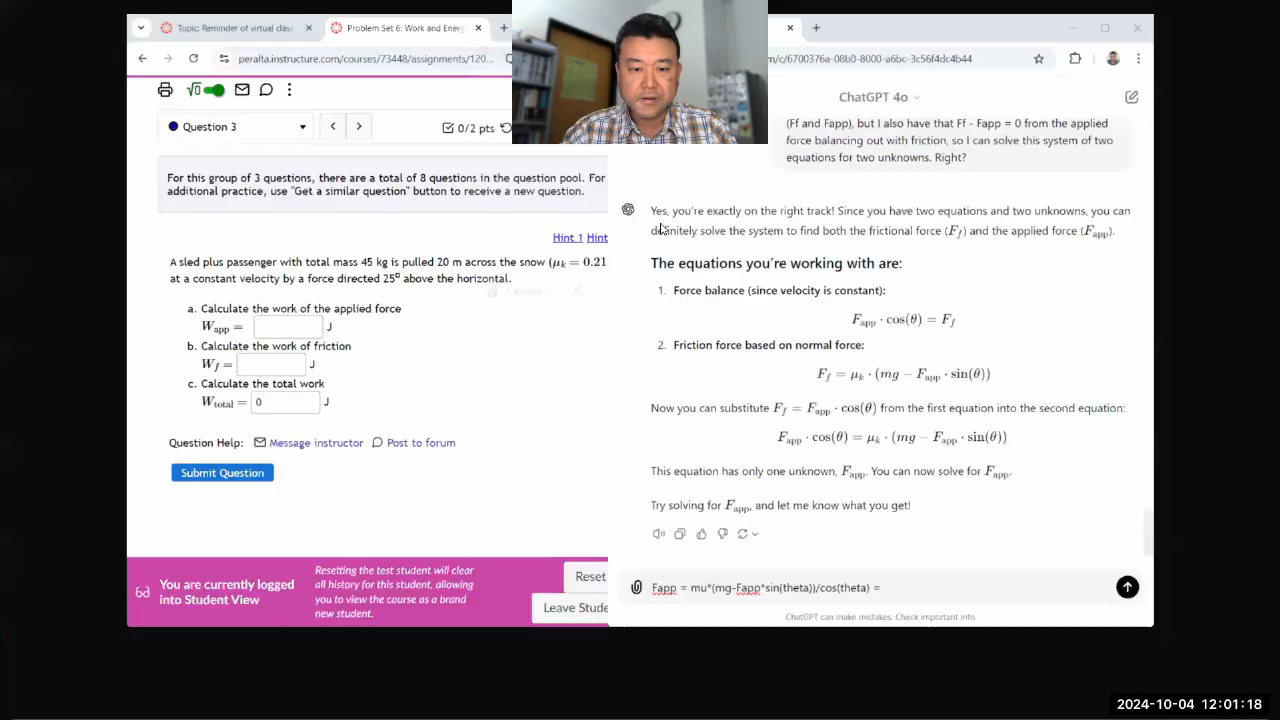 Topic: Reminder of virtual class
Problem Set 6: Work and Energ
peralta.instructure.com/courses/73448/assignments/120...
m/c/6700376a-08b0-8000-a6bc-3c56f4dc4b44
Question 3
0/2 pts
For this group of 3 questions, there are a total of 8 questions in the question pool. For
additional practice, use "Get a similar question" button to receive a new question.
Hint 1 Hint
A sled plus passenger with total mass 45 kg is pulled 20 m across the snow (μk = 0.21
at a constant velocity by a force directed 25° above the horizontal.
a. Calculate the work of the applied force
Wapp = J
b. Calculate the work of friction
Wf = J
c. Calculate the total work
Wtotal = 0 J
Question Help: Message instructor Post to forum
Submit Question
You are currently logged
into Student View
Resetting the test student will clear
all history for this student, allowing
you to view the course as a brand
new student.
Reset
Leave Stude
ChatGPT 4o
(Ff and Fapp), but I also have that Ff - Fapp = 0 from the applied
force balancing out with friction, so I can solve this system of two
equations for two unknowns. Right?
Yes, you're exactly on the right track! Since you have two equations and two unknowns, you can
definitely solve the system to find both the frictional force (Ff) and the applied force (Fapp).
The equations you're working with are:
1. Force balance (since velocity is constant):
Fapp · cos(θ) = Ff
2. Friction force based on normal force:
Ff = μk · (mg − Fapp · sin(θ))
Now you can substitute Ff = Fapp · cos(θ) from the first equation into the second equation:
Fapp · cos(θ) = μk · (mg − Fapp · sin(θ))
This equation has only one unknown, Fapp. You can now solve for Fapp.
Try solving for Fapp, and let me know what you get!
Fapp = mu*(mg-Fapp*sin(theta))/cos(theta) =
ChatGPT can make mistakes. Check important info.
2024-10-04 12:01:18